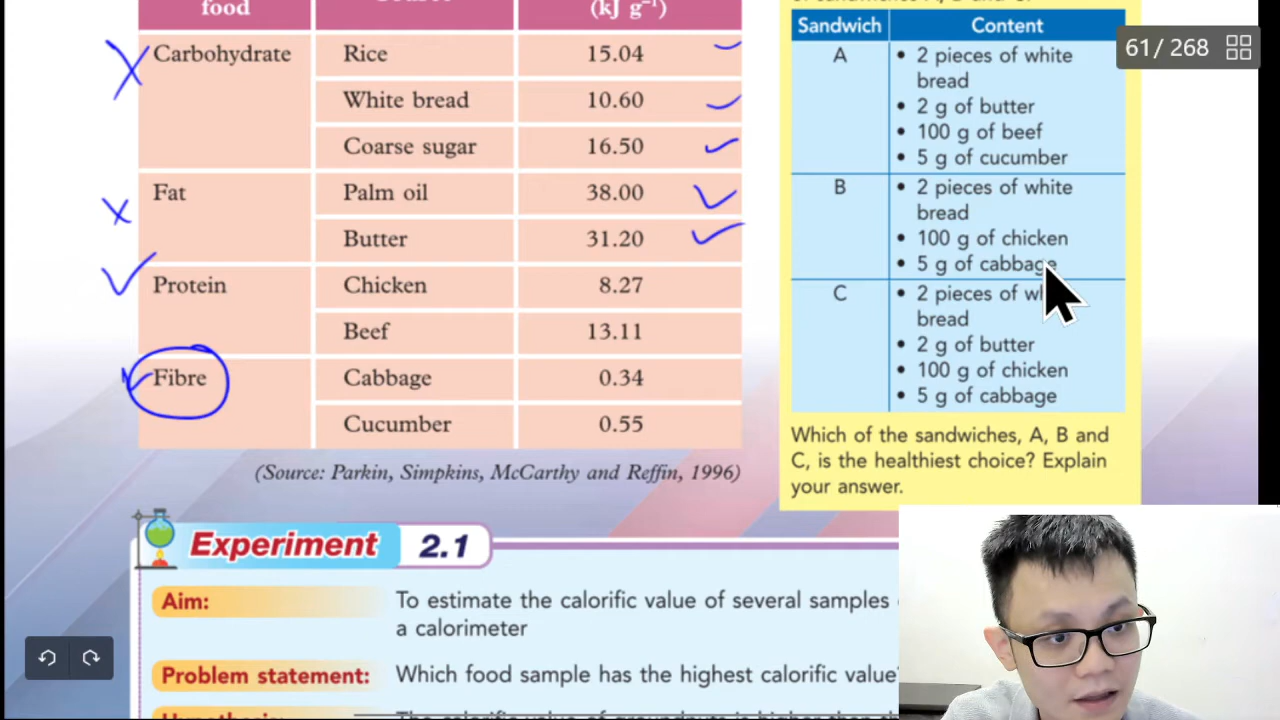 food
(kJ g⁻¹)
Carbohydrate
Rice
15.04
White bread
10.60
Coarse sugar
16.50
Fat
Palm oil
38.00
Butter
31.20
Protein
Chicken
8.27
Beef
13.11
Fibre
Cabbage
0.34
Cucumber
0.55
(Source: Parkin, Simpkins, McCarthy and Reffin, 1996)
Sandwich
Content
A
• 2 pieces of white
bread
• 2 g of butter
• 100 g of beef
• 5 g of cucumber
B
• 2 pieces of white
bread
• 100 g of chicken
• 5 g of cabbage
C
• 2 pieces of
bread
• 2 g of butter
• 100 g of chicken
• 5 g of cabbage
Which of the sandwiches, A, B and
C, is the healthiest choice? Explain
your answer.
61/ 268
Experiment 2.1
Aim:
To estimate the calorific value of several samples
a calorimeter
Problem statement:
Which food sample has the highest calorific value